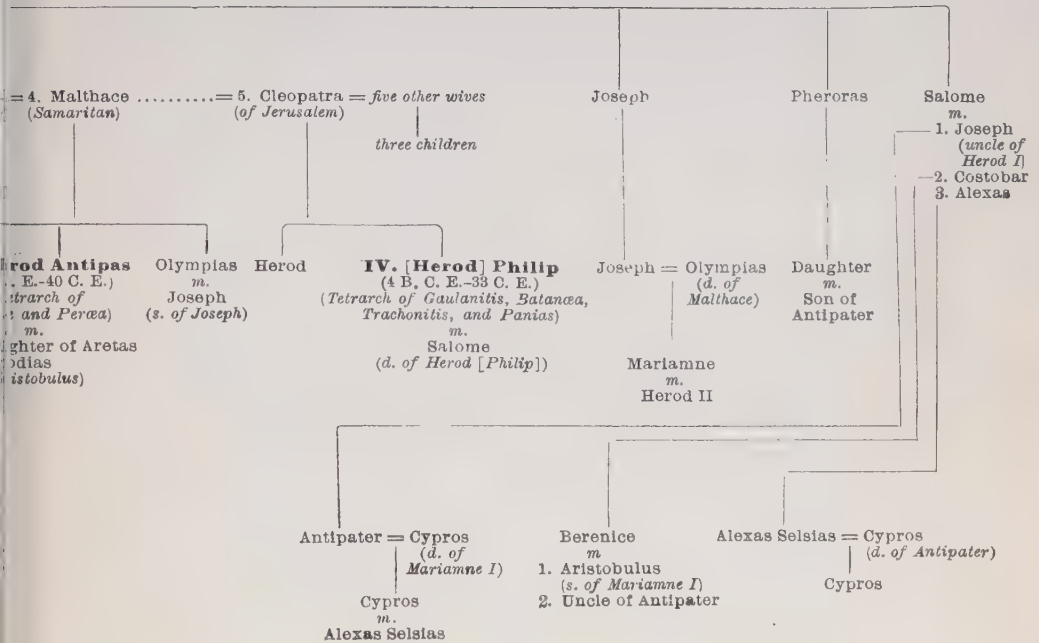 = 4. Malthace .......... = 5. Cleopatra = five other wives
(Samaritan)
(of Jerusalem)
three children
Joseph
Pheroras
Salome
m.
1. Joseph
(uncle of
Herod I)
2. Costobar
3. Alexas
rod Antipas
E.-40 C. E.)
trarch of
and Peræa)
m.
ghter of Aretas
odias
istobulus)
Olympias
m.
Joseph
(s. of Joseph)
Herod
IV. [Herod] Philip
(4 B. C. E.-33 C. E.)
(Tetrarch of Gaulanitis, Batanæa,
Trachonitis, and Panias)
m.
Salome
(d. of Herod [Philip])
Joseph = Olympias
(d. of
Malthace)
Mariamne
m.
Herod II
Daughter
m.
Son of
Antipater
Antipater = Cypros
(d. of
Mariamne I)
Cypros
m.
Alexas Selsias
Berenice
m
1. Aristobulus
(s. of Mariamne I)
2. Uncle of Antipater
Alexas Selsias = Cypros
(d. of Antipater)
Cypros